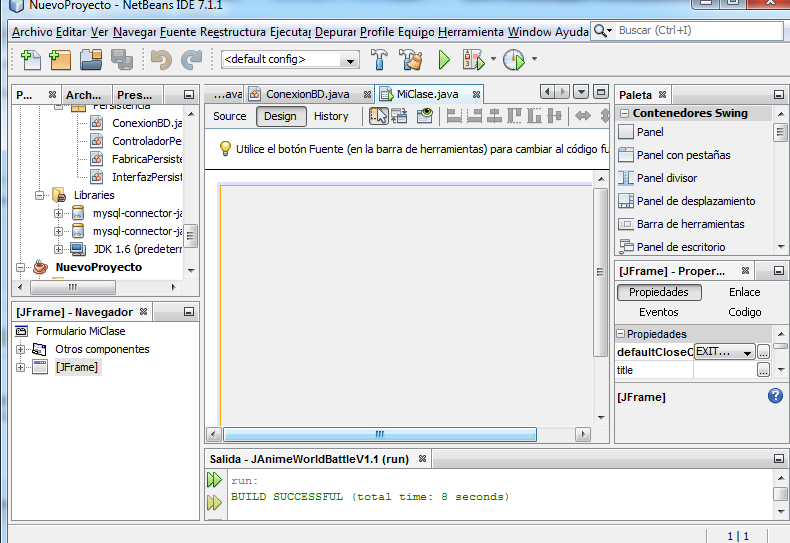 NuevoProyecto - NetBeans IDE 7.1.1
Archivo Editar Ver Navegar Fuente Reestructura Ejecutar Depurar Profile Equipo Herramienta Window Ayuda
Buscar (Ctrl+I)
<default config>
P... Arch... Pres...
...ava ConexionBD.java MiClase.java
Paleta
Persistencia
ConexionBD.ja
ControladorPe
FabricaPersiste
InterfazPersist
Libraries
mysql-connector-ja
mysql-connector-ja
JDK 1.6 (predeterr
NuevoProyecto
Source Design History
Utilice el botón Fuente (en la barra de herramientas) para cambiar al código fu
Contenedores Swing
Panel
Panel con pestañas
Panel divisor
Panel de desplazamiento
Barra de herramientas
Panel de escritorio
[JFrame] - Navegador
Formulario MiClase
Otros componentes
[JFrame]
[JFrame] - Proper...
Propiedades Enlace
Eventos Codigo
Propiedades
defaultCloseO EXIT... ...
title ...
[JFrame]
Salida - JAnimeWorldBattleV1.1 (run)
run:
BUILD SUCCESSFUL (total time: 8 seconds)
1 | 1